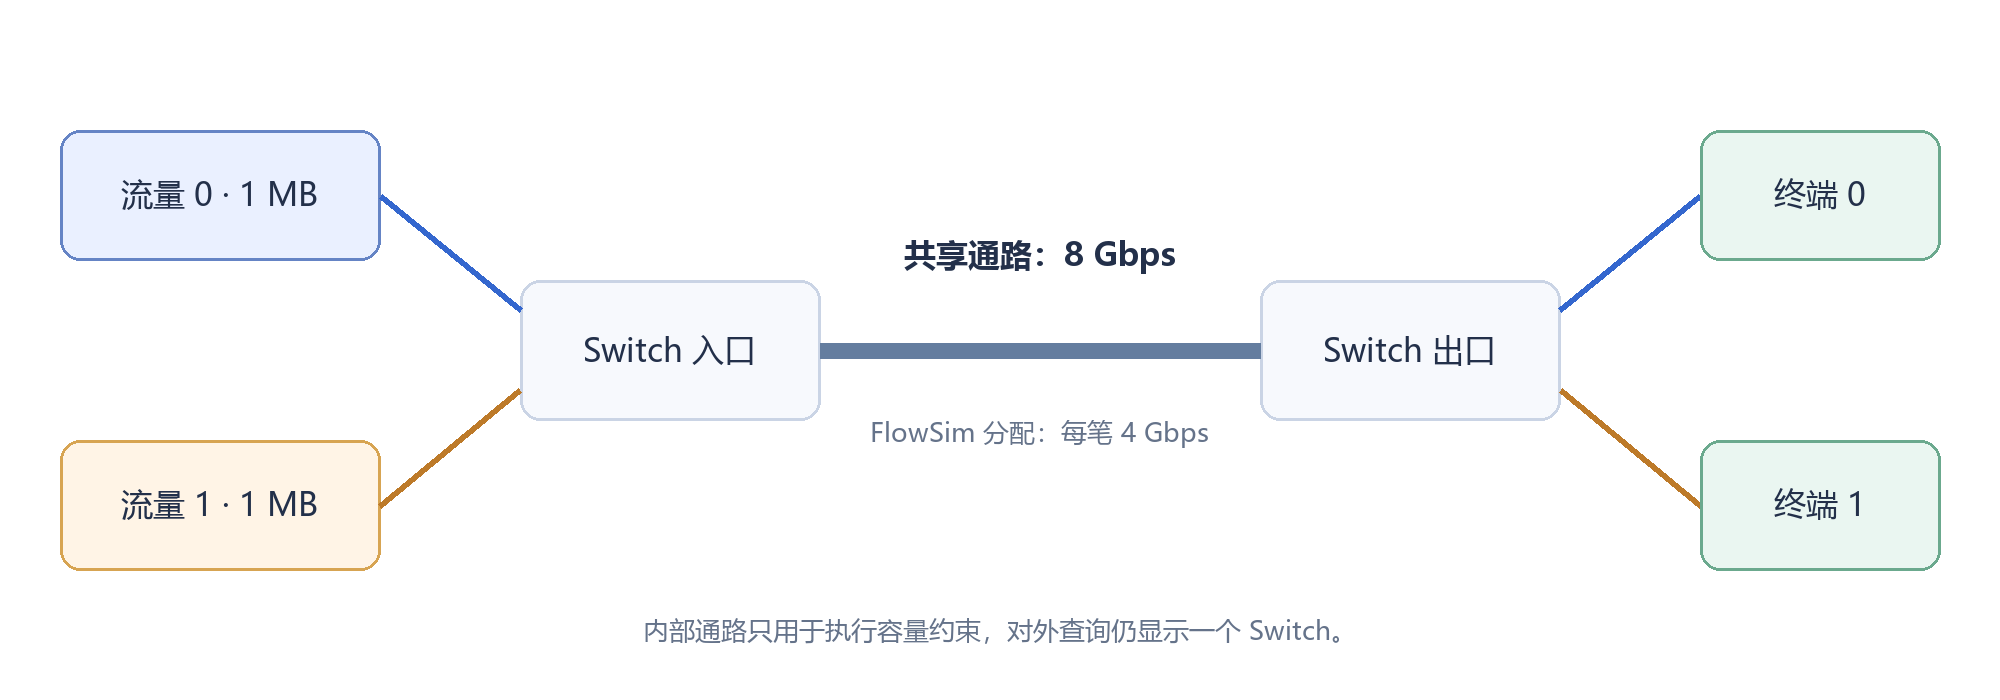 流量 0 · 1 MB
终端 0
共享通路：8 Gbps
Switch 入口
Switch 出口
FlowSim 分配：每笔 4 Gbps
流量 1 · 1 MB
终端 1
内部通路只用于执行容量约束，对外查询仍显示一个 Switch。